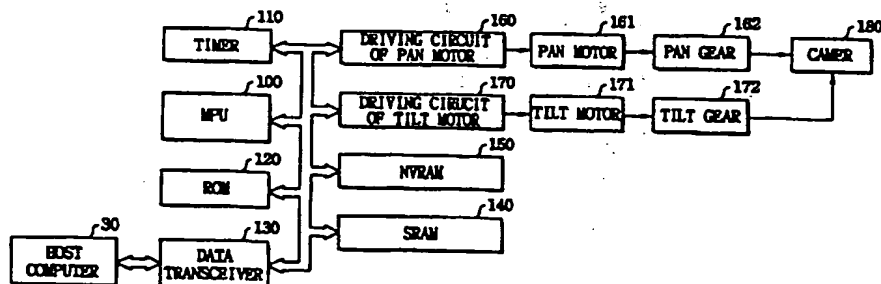 110
TIMER
100
MPU
120
ROM
30
HOST
COMPUTER
130
DATA
TRANSCEIVER
160
DRIVING CIRCUIT
OF PAN MOTOR
161
PAN MOTOR
162
PAN GEAR
180
CAMER
170
DRIVING CIRUCIT
OF TILT MOTOR
171
TILT MOTOR
172
TILT GEAR
150
NVRAM
140
SRAM